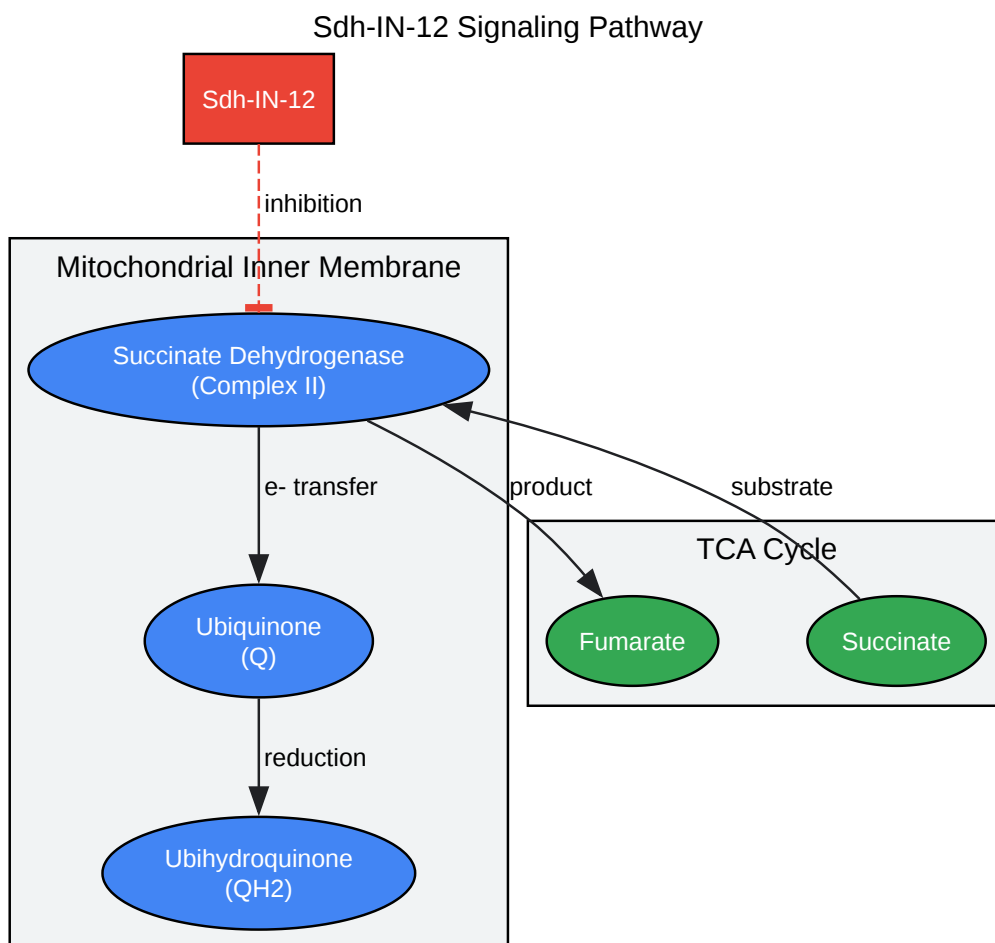 Sdh-IN-12 Signaling Pathway
Sdh-IN-12
inhibition
Mitochondrial Inner Membrane
Succinate Dehydrogenase
(Complex II)
e- transfer
product
substrate
TCA Cycle
Ubiquinone
(Q)
Fumarate
Succinate
reduction
Ubihydroquinone
(QH2)